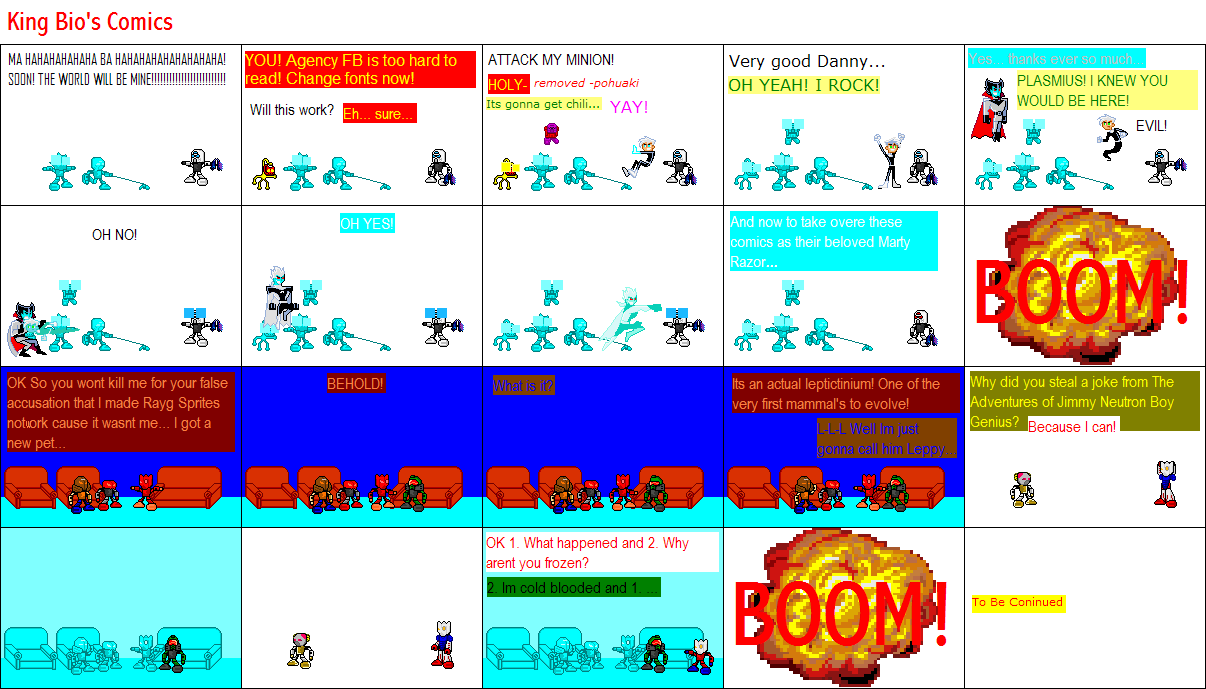 King Bio's Comics
MA HAHAHAHAHAHA BA HAHAHAHAHAHAHAHAHA!
SOON! THE WORLD WILL BE MINE!!!!!!!!!!!!!!!!!!!!!!!!!!
YOU! Agency FB is too hard to
read! Change fonts now!
Will this work?
Eh... sure...
ATTACK MY MINION!
HOLY- removed -pohuaki
Its gonna get chili...
YAY!
Very good Danny...
OH YEAH! I ROCK!
Yes... thanks ever so much...
PLASMIUS! I KNEW YOU
WOULD BE HERE!
EVIL!
OH NO!
OH YES!
And now to take overe these
comics as their beloved Marty
Razor...
BOOM!
OK So you wont kill me for your false
accusation that I made Rayg Sprites
notwork cause it wasnt me... I got a
new pet...
BEHOLD!
What is it?
Its an actual leptictinium! One of the
very first mammal's to evolve!
L-L-L Well Im just
gonna call him Leppy...
Why did you steal a joke from The
Adventures of Jimmy Neutron Boy
Genius?
Because I can!
OK 1. What happened and 2. Why
arent you frozen?
2. Im cold blooded and 1. ...
BOOM!
To Be Coninued